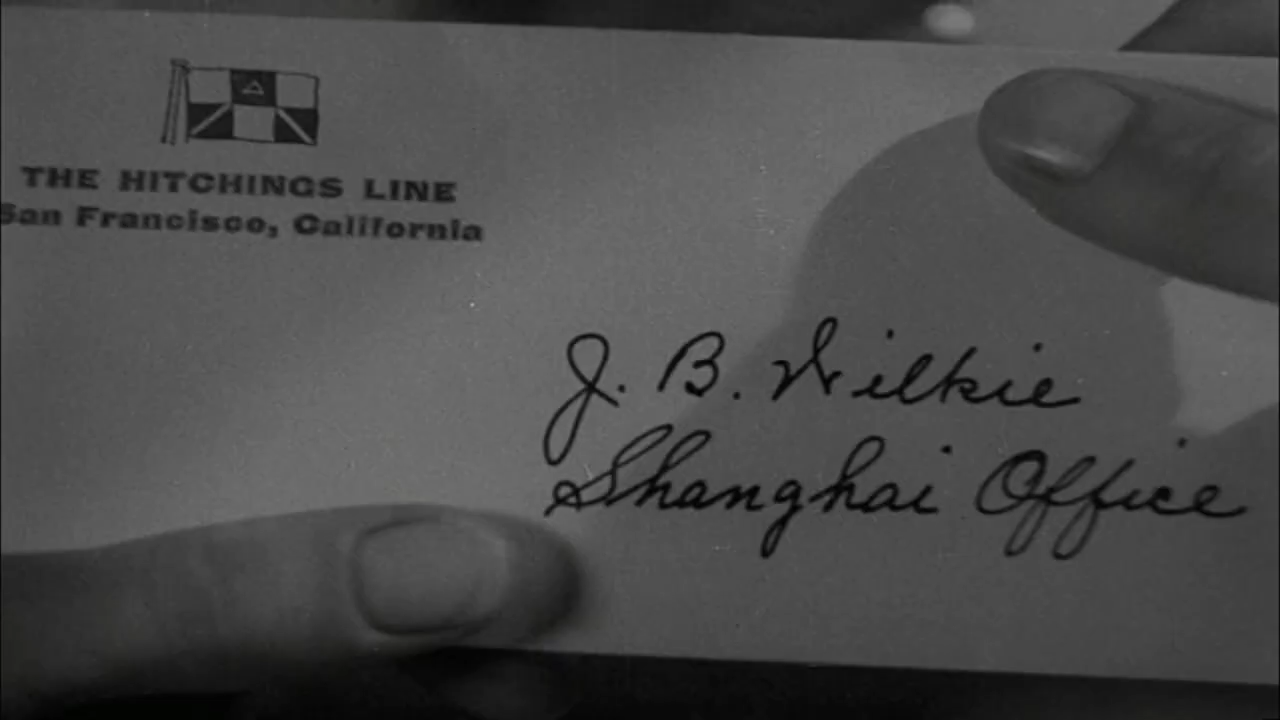 THE HITCHINGS LINE
San Francisco, California
J. B. Wilkie
Shanghai Office